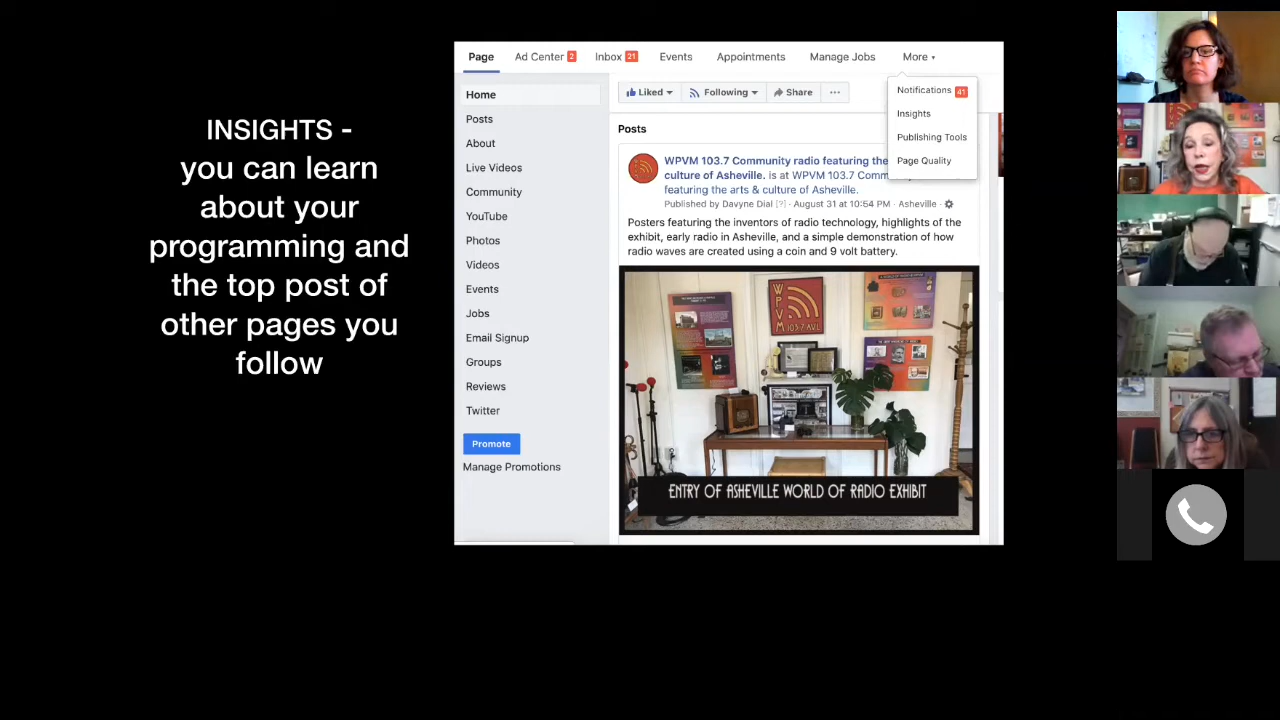 INSIGHTS -
you can learn
about your
programming and
the top post of
other pages you
follow
Page
Ad Center 2
Inbox 21
Events
Appointments
Manage Jobs
More
Notifications 41
Insights
Publishing Tools
Page Quality
Home
Posts
About
Live Videos
Community
YouTube
Photos
Videos
Events
Jobs
Email Signup
Groups
Reviews
Twitter
Promote
Manage Promotions
Liked
Following
Share
...
Posts
WPVM 103.7 Community radio featuring the
culture of Asheville. is at WPVM 103.7 Comm
featuring the arts & culture of Asheville.
Published by Davyne Dial [?] · August 31 at 10:54 PM · Asheville ·
Posters featuring the inventors of radio technology, highlights of the
exhibit, early radio in Asheville, and a simple demonstration of how
radio waves are created using a coin and 9 volt battery.
WPVM
103.7 AVL
ENTRY OF ASHEVILLE WORLD OF RADIO EXHIBIT